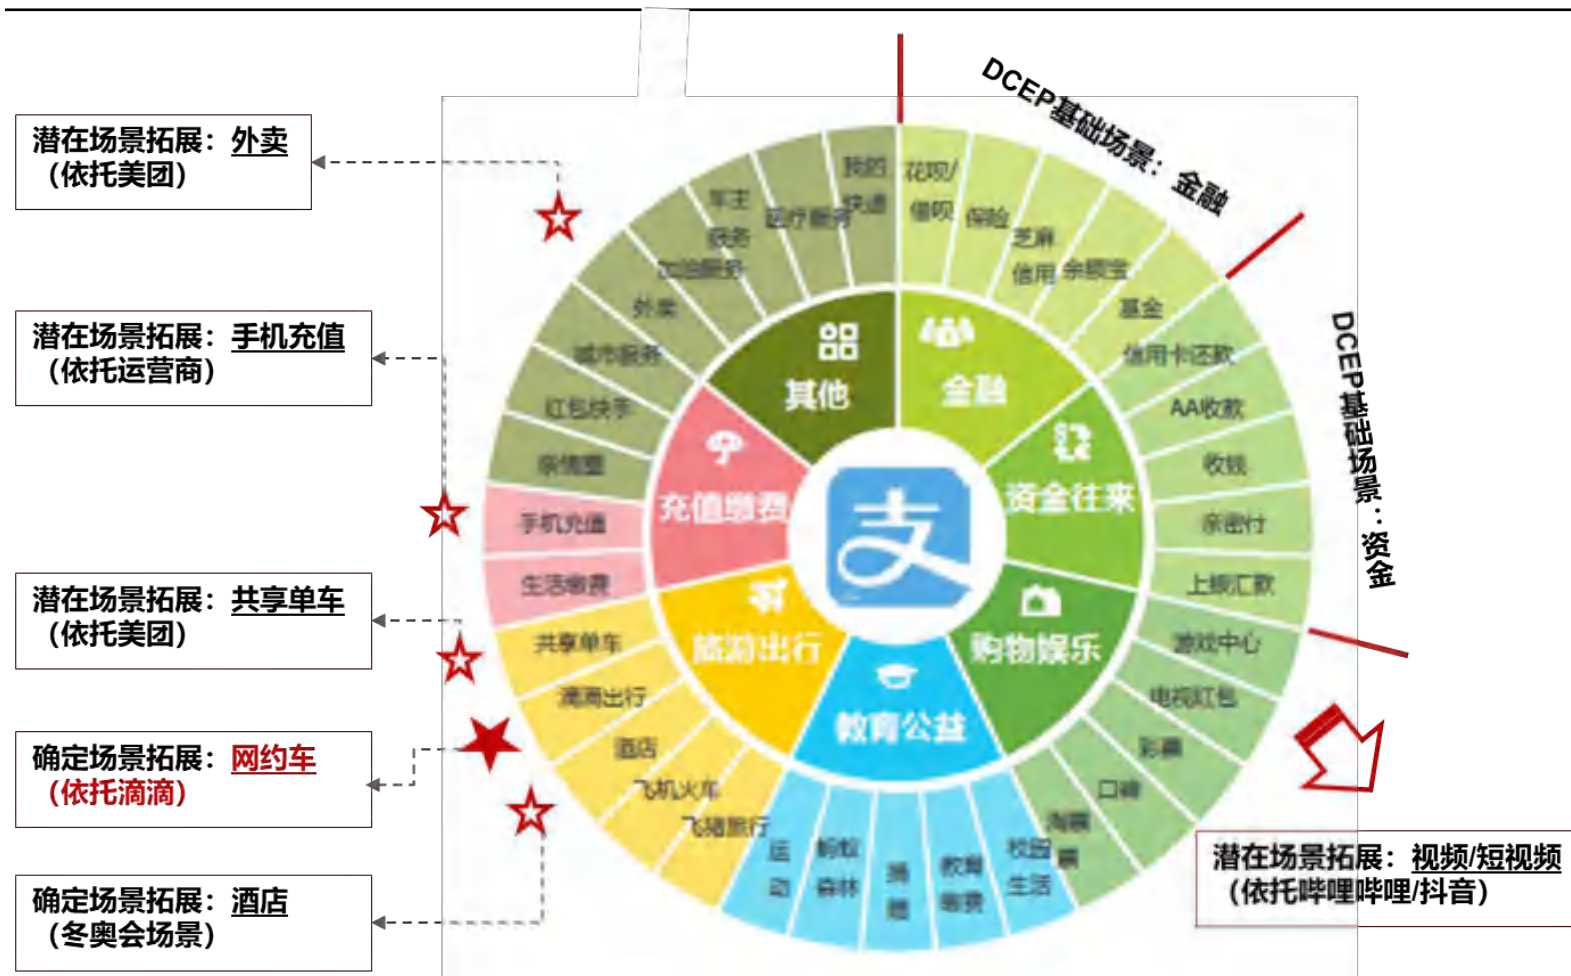 DCEP基础场景：金融
DCEP基础场景：资金
潜在场景拓展：外卖
（依托美团）
潜在场景拓展：手机充值
（依托运营商）
潜在场景拓展：共享单车
（依托美团）
确定场景拓展：网约车
（依托滴滴）
确定场景拓展：酒店
（冬奥会场景）
潜在场景拓展：视频/短视频
（依托哔哩哔哩/抖音）
其他
金融
资金往来
购物娱乐
教育公益
旅游出行
充值缴费
支
我的
快递
医疗服务
车主
服务
加油服务
外卖
城市服务
红包快手
亲情圈
手机充值
生活缴费
共享单车
滴滴出行
酒店
飞机火车
飞猪旅行
运
动
蚂蚁
森林
捐
赠
教育
缴费
校园
生活
淘票
票
口碑
彩票
电视红包
游戏中心
上银汇款
亲密付
收钱
AA收款
信用卡还款
基金
余额宝
芝麻
信用
保险
花呗/
借呗